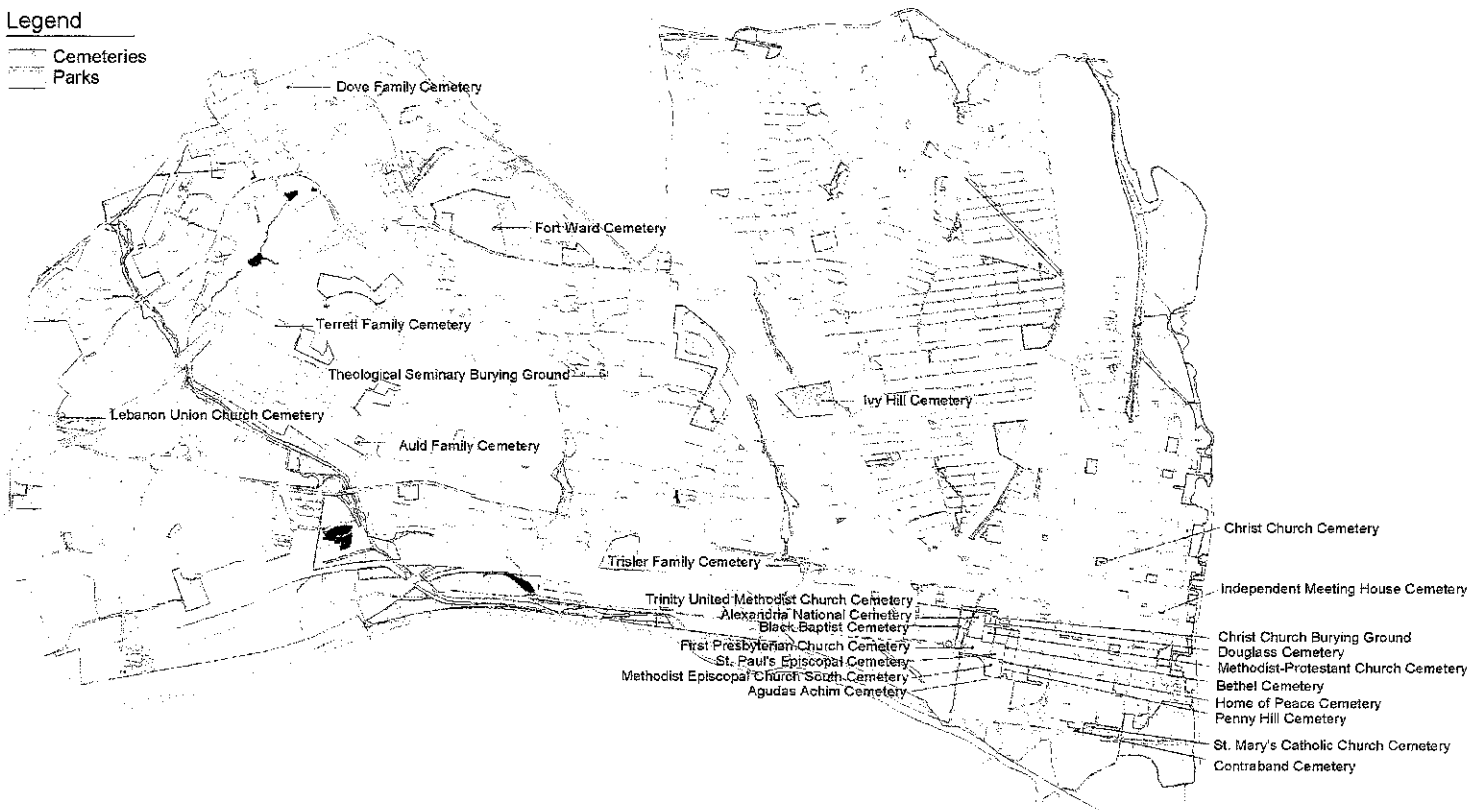 Legend
Cemeteries
Parks
Dove Family Cemetery
Fort Ward Cemetery
Terrett Family Cemetery
Theological Seminary Burying Ground
Ivy Hill Cemetery
Lebanon Union Church Cemetery
Auld Family Cemetery
Christ Church Cemetery
Trisler Family Cemetery
Independent Meeting House Cemetery
Trinity United Methodist Church Cemetery
Alexandria National Cemetery
Black Baptist Cemetery
First Presbyterian Church Cemetery
St. Paul's Episcopal Cemetery
Methodist Episcopal Church South Cemetery
Agudas Achim Cemetery
Christ Church Burying Ground
Douglass Cemetery
Methodist-Protestant Church Cemetery
Bethel Cemetery
Home of Peace Cemetery
Penny Hill Cemetery
St. Mary's Catholic Church Cemetery
Contraband Cemetery